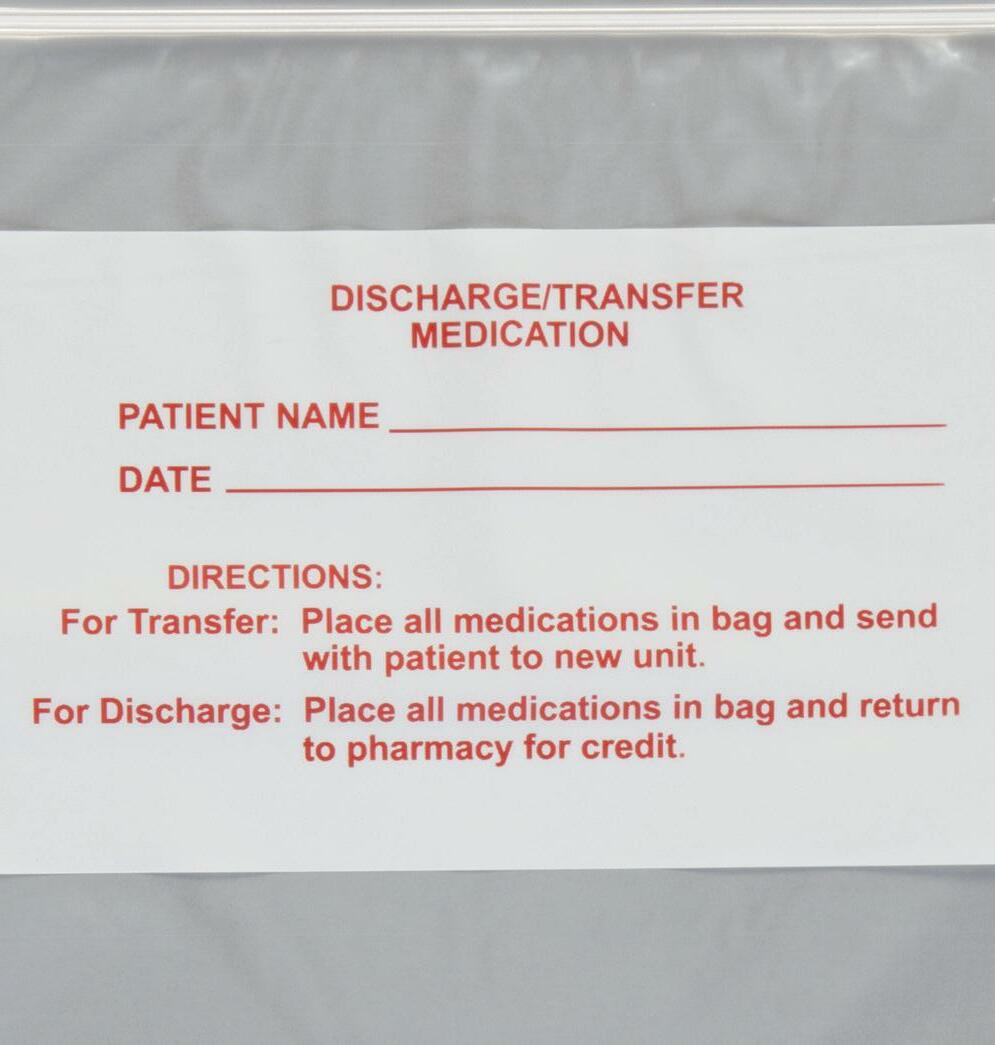 DISCHARGE/TRANSFER
MEDICATION
PATIENT NAME
DATE
DIRECTIONS:
For Transfer: Place all medications in bag and send
with patient to new unit.
For Discharge: Place all medications in bag and return
to pharmacy for credit.